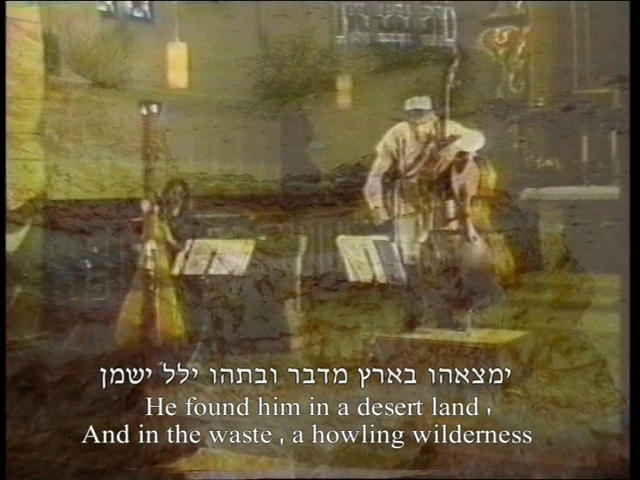 ימצאהו בארץ מדבר ובתהו ילל ישמן
He found him in a desert land ,
And in the waste , a howling wilderness